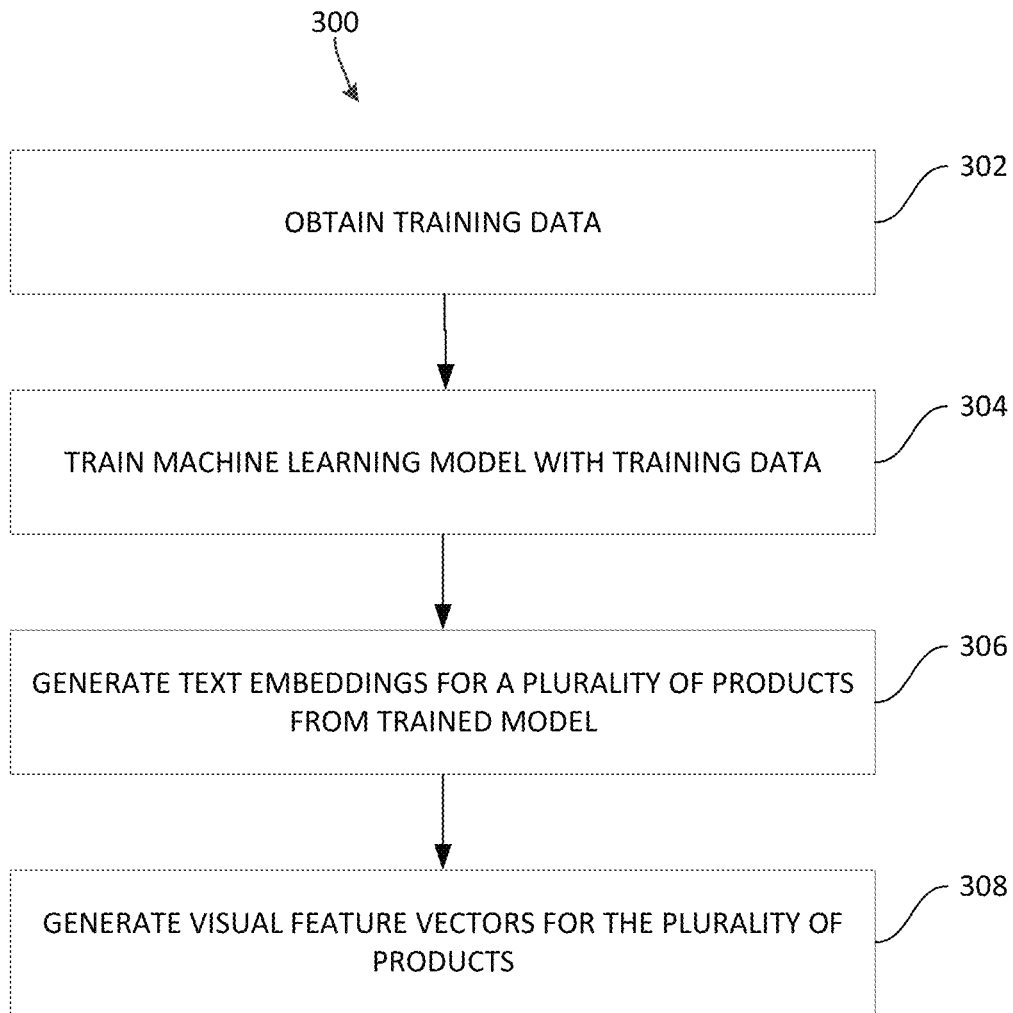 300
302
OBTAIN TRAINING DATA
304
TRAIN MACHINE LEARNING MODEL WITH TRAINING DATA
306
GENERATE TEXT EMBEDDINGS FOR A PLURALITY OF PRODUCTS
FROM TRAINED MODEL
308
GENERATE VISUAL FEATURE VECTORS FOR THE PLURALITY OF
PRODUCTS